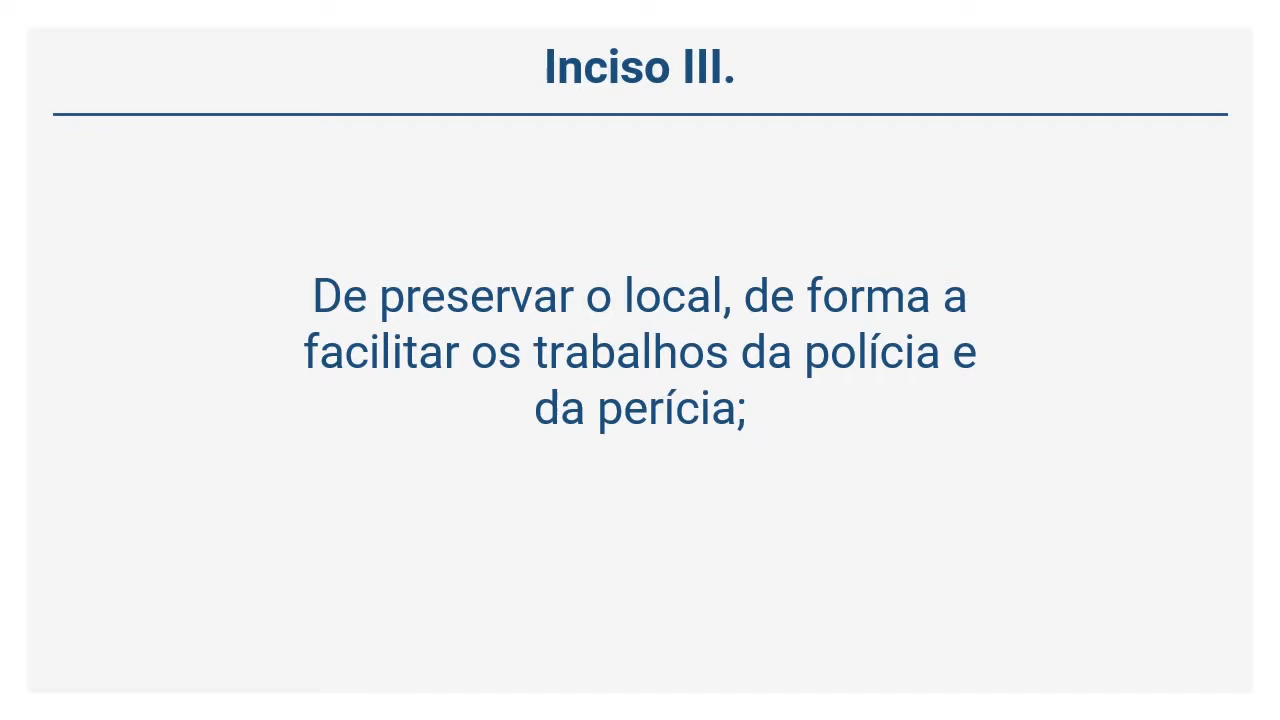 Inciso III.
De preservar o local, de forma a
facilitar os trabalhos da polícia e
da perícia;